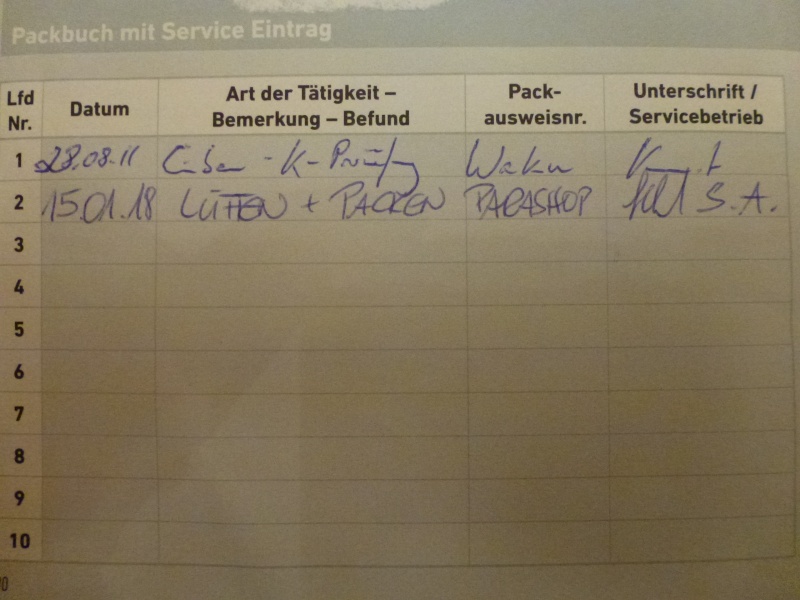 Packbuch mit Service Eintrag
Lfd Nr. Datum Art der Tätigkeit – Bemerkung – Befund Pack-ausweisnr. Unterschrift / Servicebetrieb
1 28.08.11 K-Prüfung
2 15.01.18 LÜFTEN + PACKEN PARASHOP S.A.
3
4
5
6
7
8
9
10